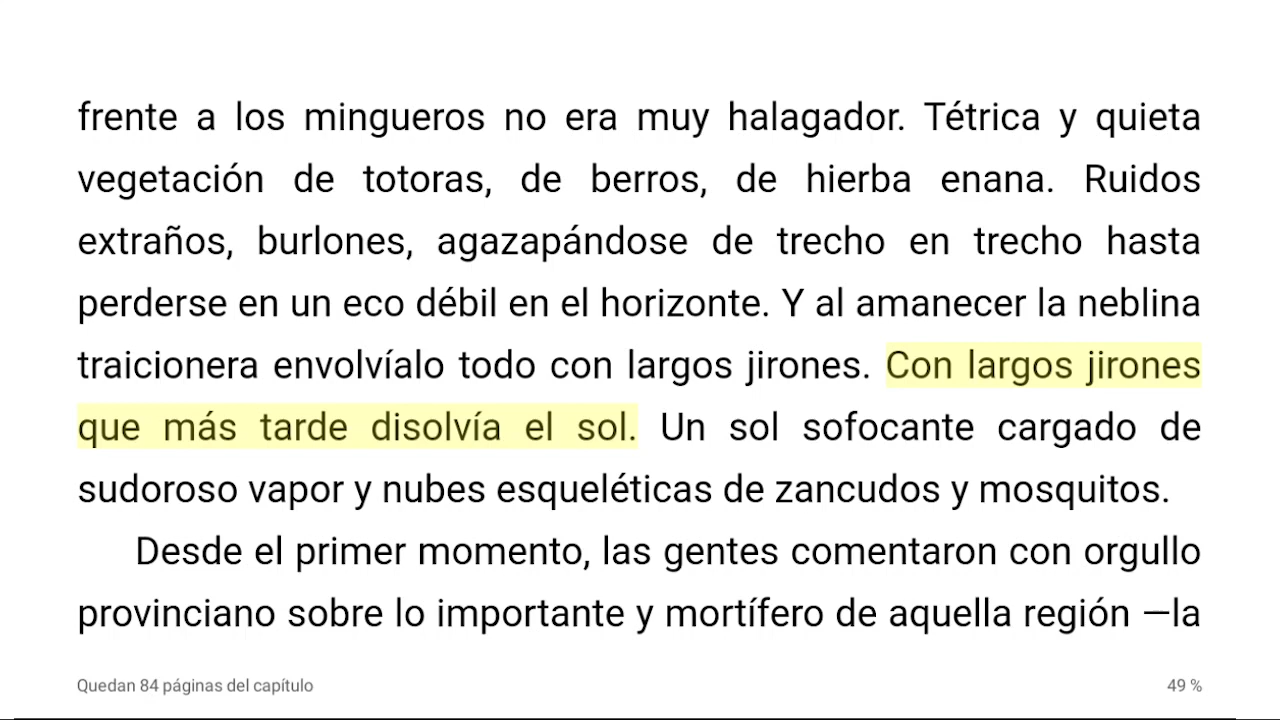 frente a los mingueros no era muy halagador. Tétrica y quieta
vegetación de totoras, de berros, de hierba enana. Ruidos
extraños, burlones, agazapándose de trecho en trecho hasta
perderse en un eco débil en el horizonte. Y al amanecer la neblina
traicionera envolvíalo todo con largos jirones. Con largos jirones
que más tarde disolvía el sol. Un sol sofocante cargado de
sudoroso vapor y nubes esqueléticas de zancudos y mosquitos.
Desde el primer momento, las gentes comentaron con orgullo
provinciano sobre lo importante y mortífero de aquella región —la
Quedan 84 páginas del capítulo
49 %